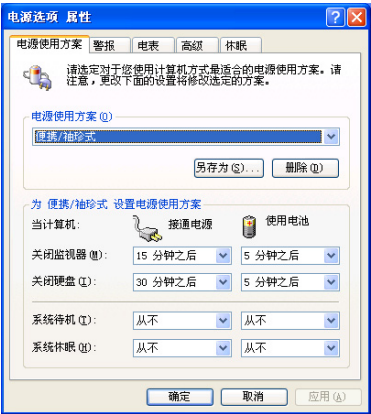 电源选项 属性
电源使用方案 警报 电表 高级 休眠
请选定对于您使用计算机方式最适合的电源使用方案。请
注意，更改下面的设置将修改选定的方案。
电源使用方案(O)
便携/袖珍式
另存为(S)... 删除(D)
为 便携/袖珍式 设置电源使用方案
当计算机: 接通电源 使用电池
关闭监视器(M): 15 分钟之后 5 分钟之后
关闭硬盘(I): 30 分钟之后 5 分钟之后
系统待机(T): 从不 从不
系统休眠(H): 从不 从不
确定 取消 应用(A)